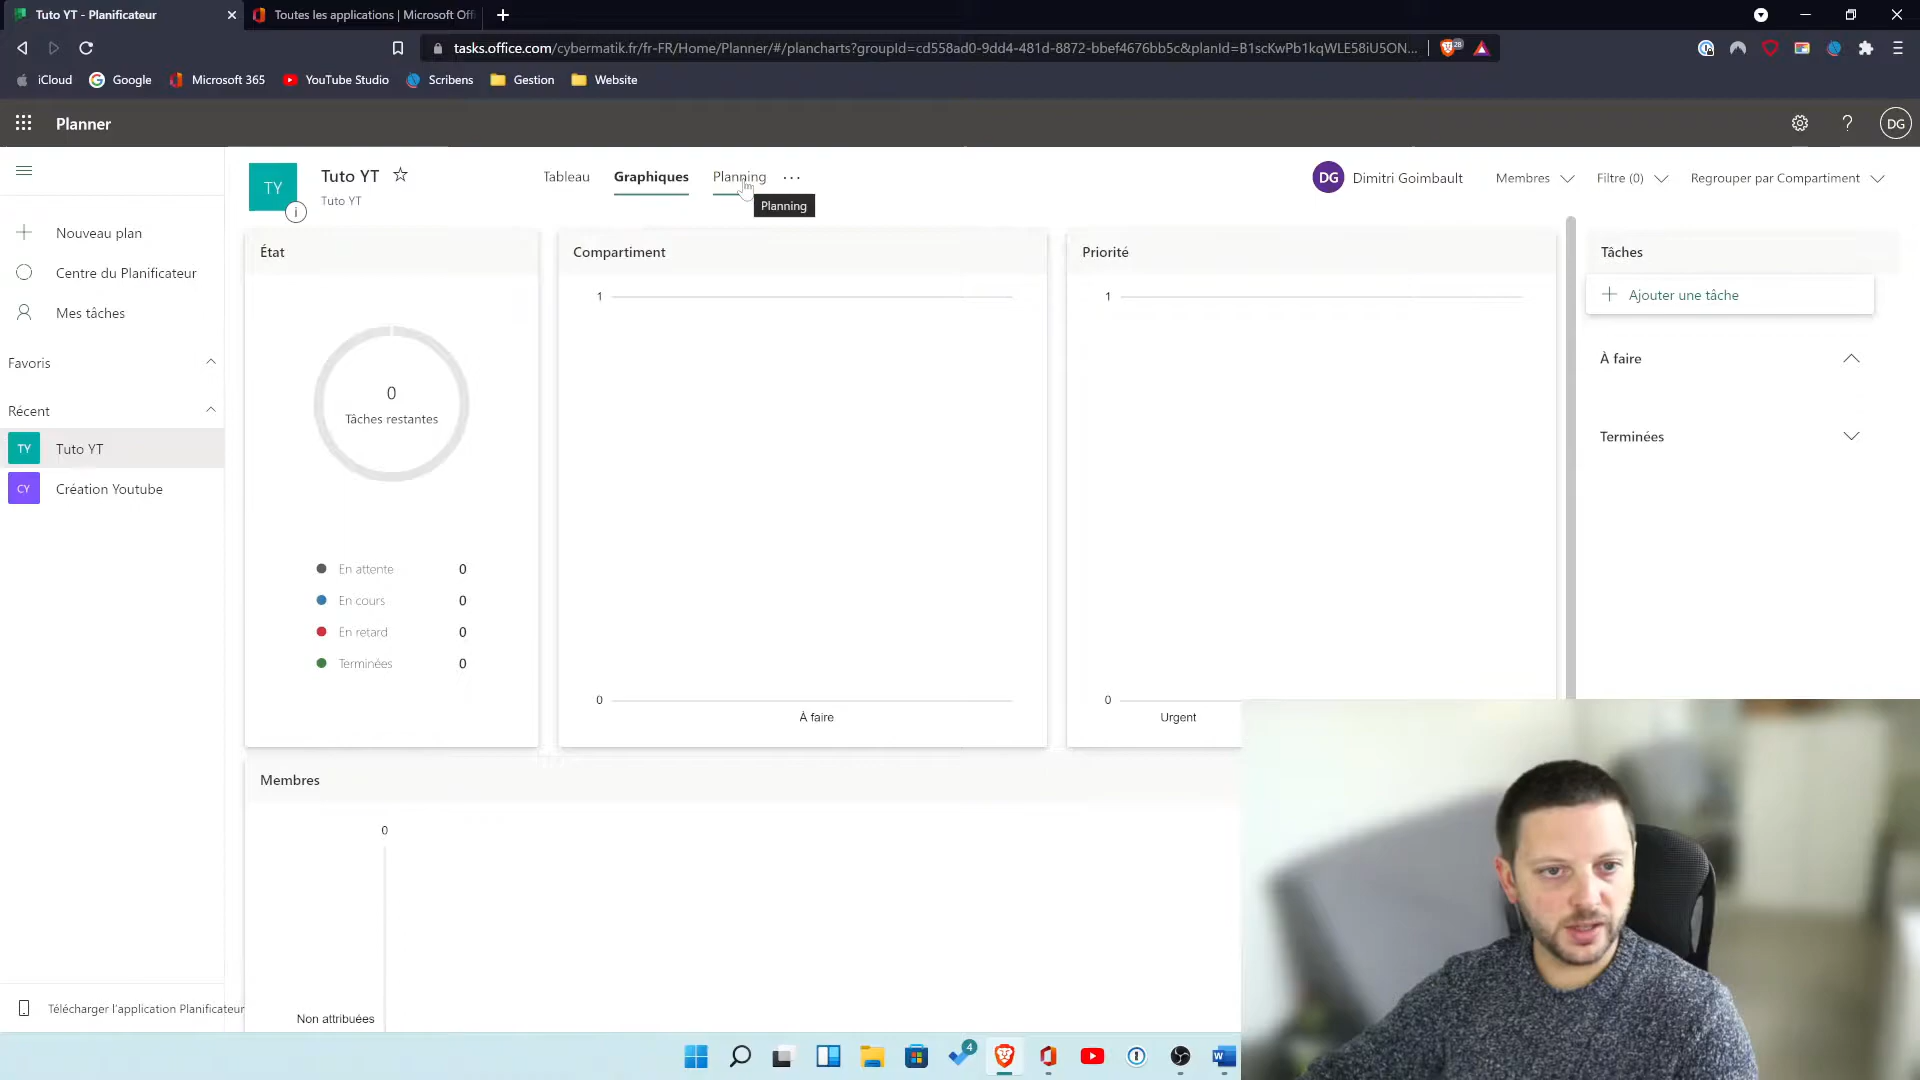 Tuto YT - Planificateur
Toutes les applications | Microsoft Off
tasks.office.com/cybermatik.fr/fr-FR/Home/Planner/#/plancharts?groupId=cd558ad0-9dd4-481d-8872-bbef4676bb5c&planId=B1scKwPb1kqWLE58iU5ON...
28
iCloud
Google
Microsoft 365
YouTube Studio
Scribens
Gestion
Website
Planner
?
DG
TY
Tuto YT
Tuto YT
Tableau
Graphiques
Planning
...
Planning
DG
Dimitri Goimbault
Membres
Filtre (0)
Regrouper par Compartiment
Nouveau plan
Centre du Planificateur
Mes tâches
Favoris
Récent
TY
Tuto YT
CY
Création Youtube
Télécharger l'application Planificateur
État
0
Tâches restantes
En attente 0
En cours 0
En retard 0
Terminées 0
Compartiment
1
0
À faire
Priorité
1
0
Urgent
Tâches
Ajouter une tâche
À faire
Terminées
Membres
0
Non attribuées
4